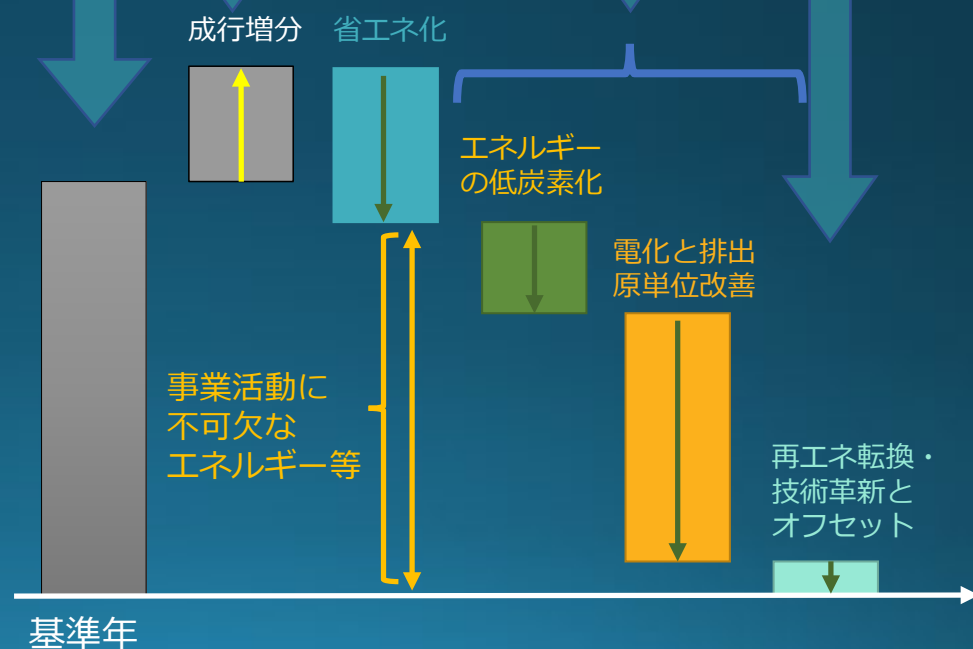 成行増分
省エネ化
エネルギー
の低炭素化
電化と排出
原単位改善
事業活動に
不可欠な
エネルギー等
再エネ転換・
技術革新と
オフセット
基準年